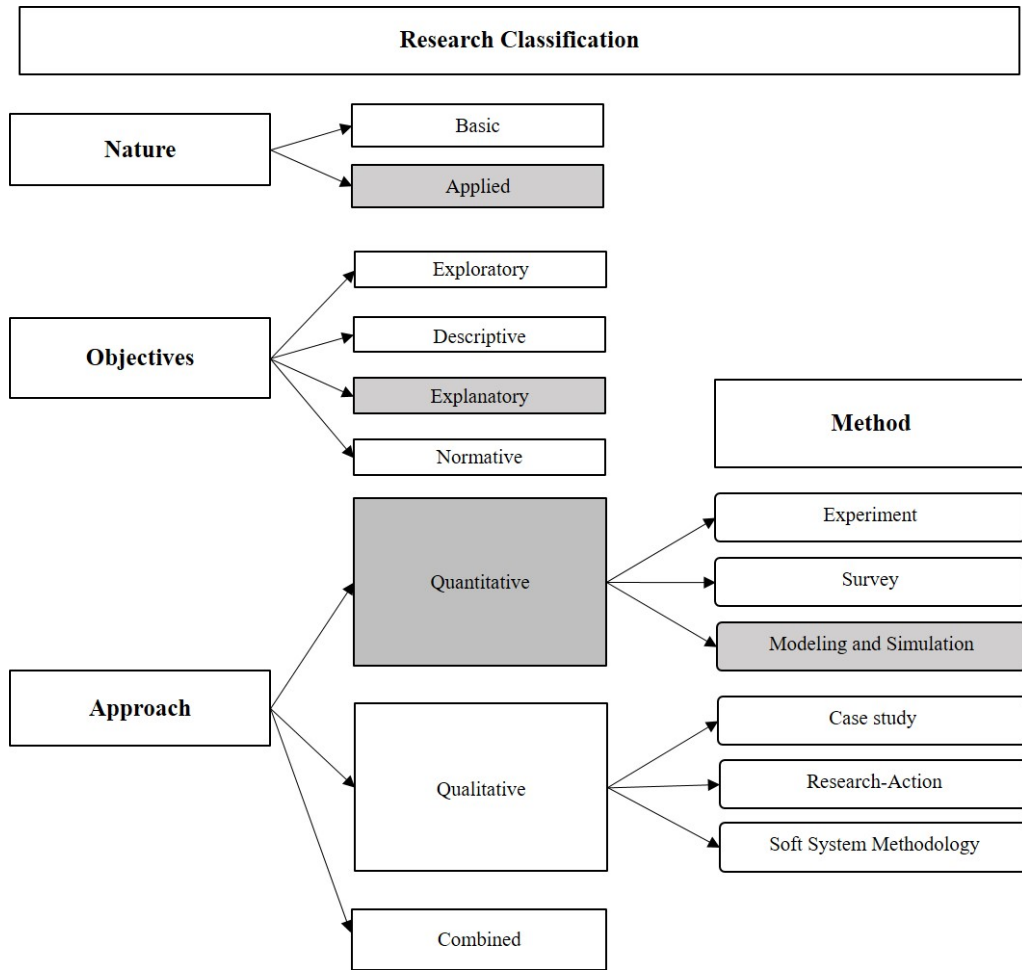 Research Classification
Nature
Basic
Applied
Objectives
Exploratory
Descriptive
Explanatory
Normative
Method
Approach
Quantitative
Experiment
Survey
Modeling and Simulation
Qualitative
Case study
Research-Action
Soft System Methodology
Combined